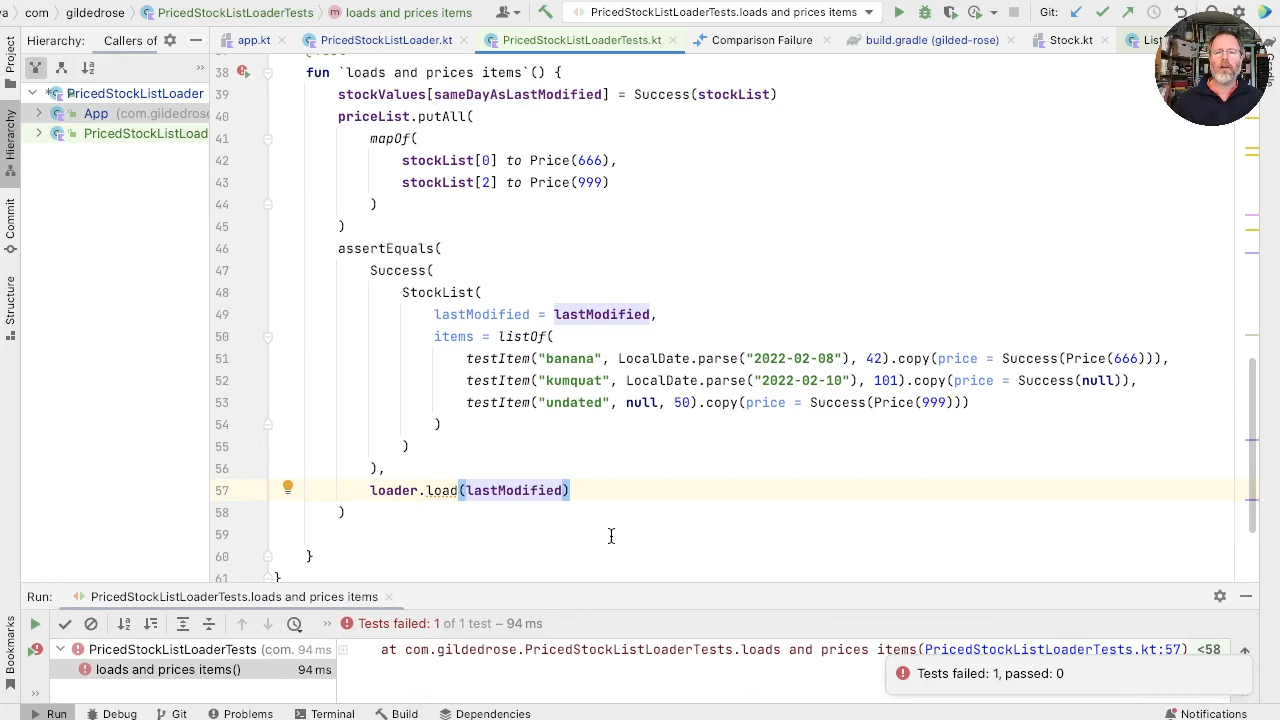 com
gildedrose
PricedStockListLoaderTests
loads and prices items
PricedStockListLoaderTests.loads and prices items
Git:
Project
Hierarchy:
Callers of
app.kt
PricedStockListLoader.kt
PricedStockListLoaderTests.kt
Comparison Failure
build.gradle (gilded-rose)
Stock.kt
List
PricedStockListLoader
App (com.gildedrose
PricedStockListLoad
Hierarchy
Commit
Structure
Bookmarks
38 fun `loads and prices items`() {
39 stockValues[sameDayAsLastModified] = Success(stockList)
40 priceList.putAll(
41 mapOf(
42 stockList[0] to Price(666),
43 stockList[2] to Price(999)
44 )
45 )
46 assertEquals(
47 Success(
48 StockList(
49 lastModified = lastModified,
50 items = listOf(
51 testItem("banana", LocalDate.parse("2022-02-08"), 42).copy(price = Success(Price(666))),
52 testItem("kumquat", LocalDate.parse("2022-02-10"), 101).copy(price = Success(null)),
53 testItem("undated", null, 50).copy(price = Success(Price(999)))
54 )
55 )
56 ),
57 loader.load(lastModified)
58 )
59
60 }
61 }
Run: PricedStockListLoaderTests.loads and prices items
Tests failed: 1 of 1 test – 94 ms
PricedStockListLoaderTests (com. 94 ms
loads and prices items() 94 ms
at com.gildedrose.PricedStockListLoaderTests.loads and prices items(PricedStockListLoaderTests.kt:57) <58
Tests failed: 1, passed: 0
Run
Debug
Git
Problems
Terminal
Build
Dependencies
Notifications